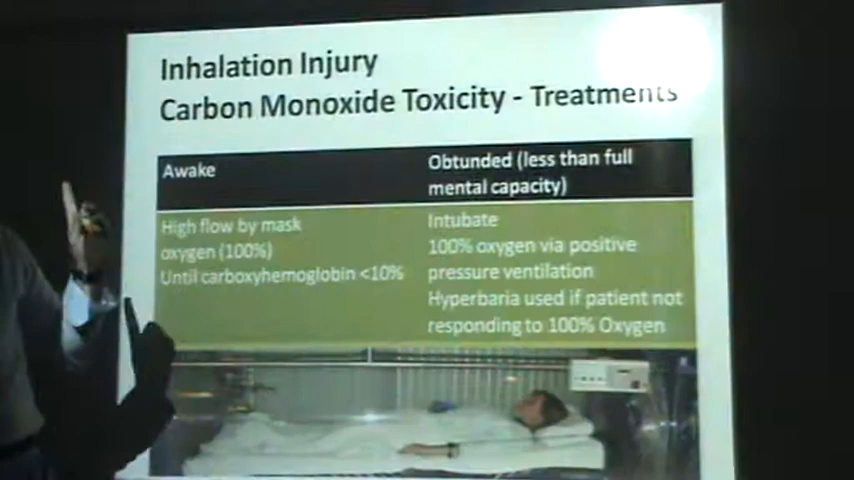 Inhalation Injury
Carbon Monoxide Toxicity - Treatments
Awake
High flow by mask
oxygen (100%)
Until carboxyhemoglobin <10%
Obtunded (less than full
mental capacity)
Intubate
100% oxygen via positive
pressure ventilation
Hyperbaria used if patient not
responding to 100% Oxygen